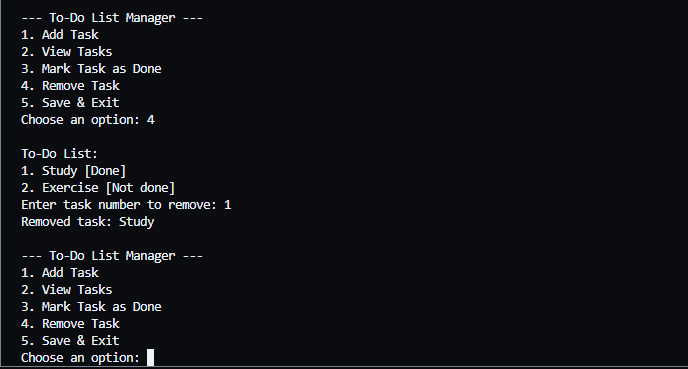 --- To-Do List Manager ---
1. Add Task
2. View Tasks
3. Mark Task as Done
4. Remove Task
5. Save & Exit
Choose an option: 4

To-Do List:
1. Study [Done]
2. Exercise [Not done]
Enter task number to remove: 1
Removed task: Study

--- To-Do List Manager ---
1. Add Task
2. View Tasks
3. Mark Task as Done
4. Remove Task
5. Save & Exit
Choose an option: